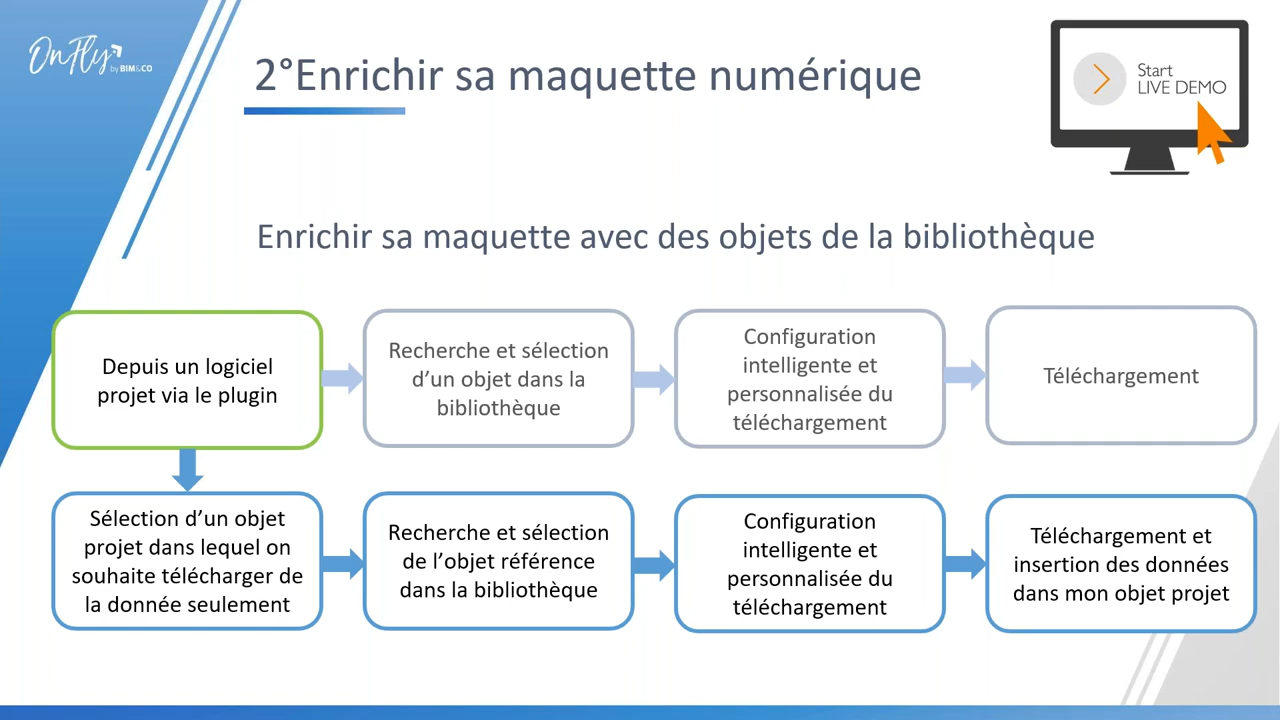 OnFly
by BIM&CO
2°Enrichir sa maquette numérique
Start
LIVE DEMO
Enrichir sa maquette avec des objets de la bibliothèque
Depuis un logiciel
projet via le plugin
Recherche et sélection
d'un objet dans la
bibliothèque
Configuration
intelligente et
personnalisée du
téléchargement
Téléchargement
Sélection d'un objet
projet dans lequel on
souhaite télécharger de
la donnée seulement
Recherche et sélection
de l'objet référence
dans la bibliothèque
Configuration
intelligente et
personnalisée du
téléchargement
Téléchargement et
insertion des données
dans mon objet projet